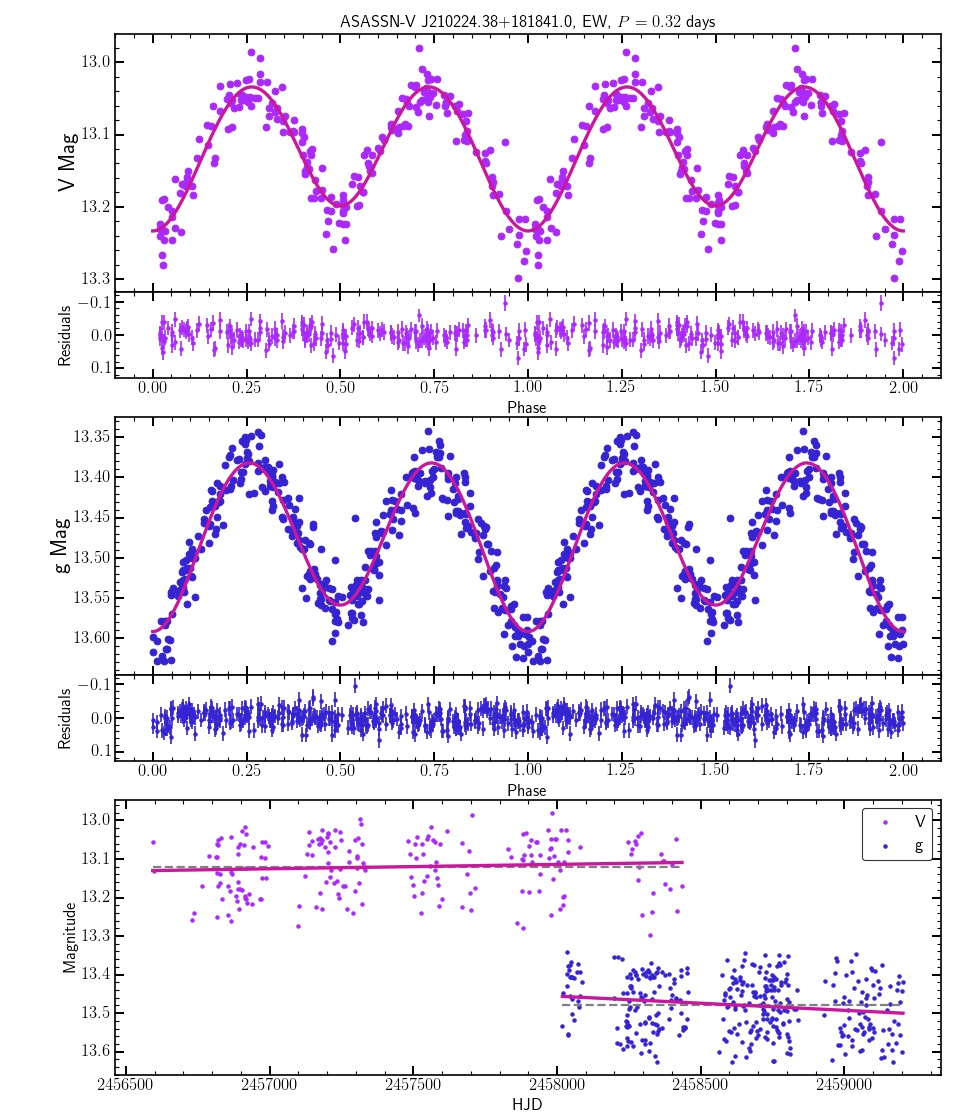 ASASSN-V J210224.38+181841.0, EW, P = 0.32 days
V Mag
13.0
13.1
13.2
13.3
Residuals
−0.1
0.0
0.1
0.00 0.25 0.50 0.75 1.00 1.25 1.50 1.75 2.00
Phase
g Mag
13.35
13.40
13.45
13.50
13.55
13.60
Residuals
−0.1
0.0
0.1
0.00 0.25 0.50 0.75 1.00 1.25 1.50 1.75 2.00
Phase
Magnitude
13.0
13.1
13.2
13.3
13.4
13.5
13.6
V
g
2456500 2457000 2457500 2458000 2458500 2459000
HJD